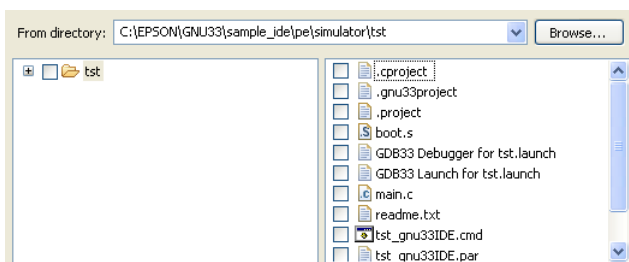 From directory: C:\EPSON\GNU33\sample_ide\pe\simulator\tst Browse...
tst
.cproject
.gnu33project
.project
boot.s
GDB33 Debugger for tst.launch
GDB33 Launch for tst.launch
main.c
readme.txt
tst_gnu33IDE.cmd
tst_gnu33IDE.par